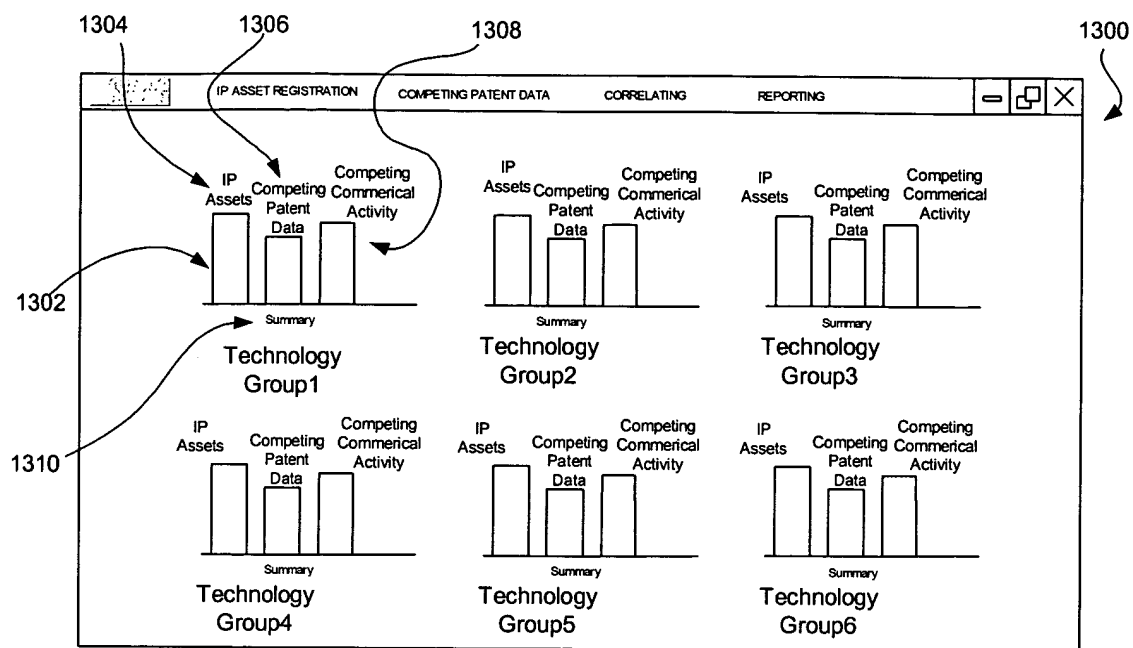 1304
1306
1308
1300
IP ASSET REGISTRATION
COMPETING PATENT DATA
CORRELATING
REPORTING
IP
Assets
Competing
Patent
Data
Competing
Commerical
Activity
1302
Summary
1310
Technology
Group1
IP
Assets
Competing
Patent
Data
Competing
Commerical
Activity
Summary
Technology
Group2
IP
Assets
Competing
Patent
Data
Competing
Commerical
Activity
Summary
Technology
Group3
IP
Assets
Competing
Patent
Data
Competing
Commerical
Activity
Summary
Technology
Group4
IP
Assets
Competing
Patent
Data
Competing
Commerical
Activity
Summary
Technology
Group5
IP
Assets
Competing
Patent
Data
Competing
Commerical
Activity
Summary
Technology
Group6